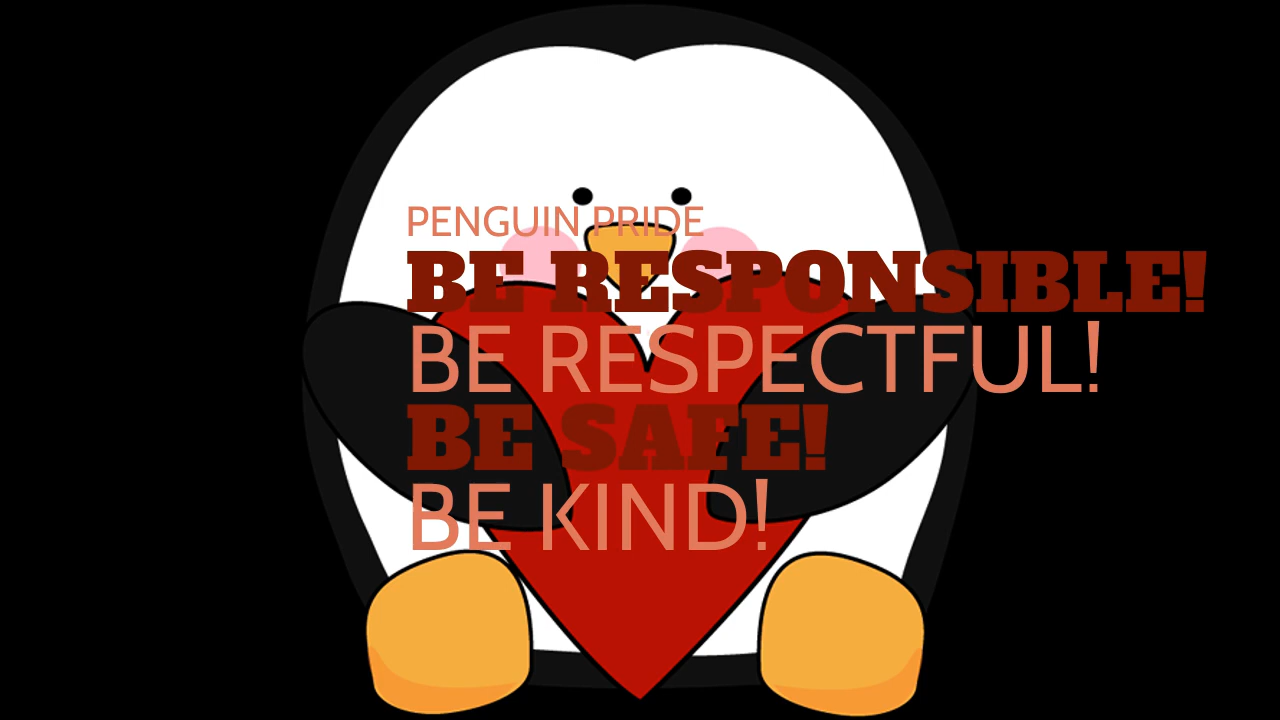 PENGUIN PRIDE
BE RESPONSIBLE!
BE RESPECTFUL!
BE SAFE!
BE KIND!